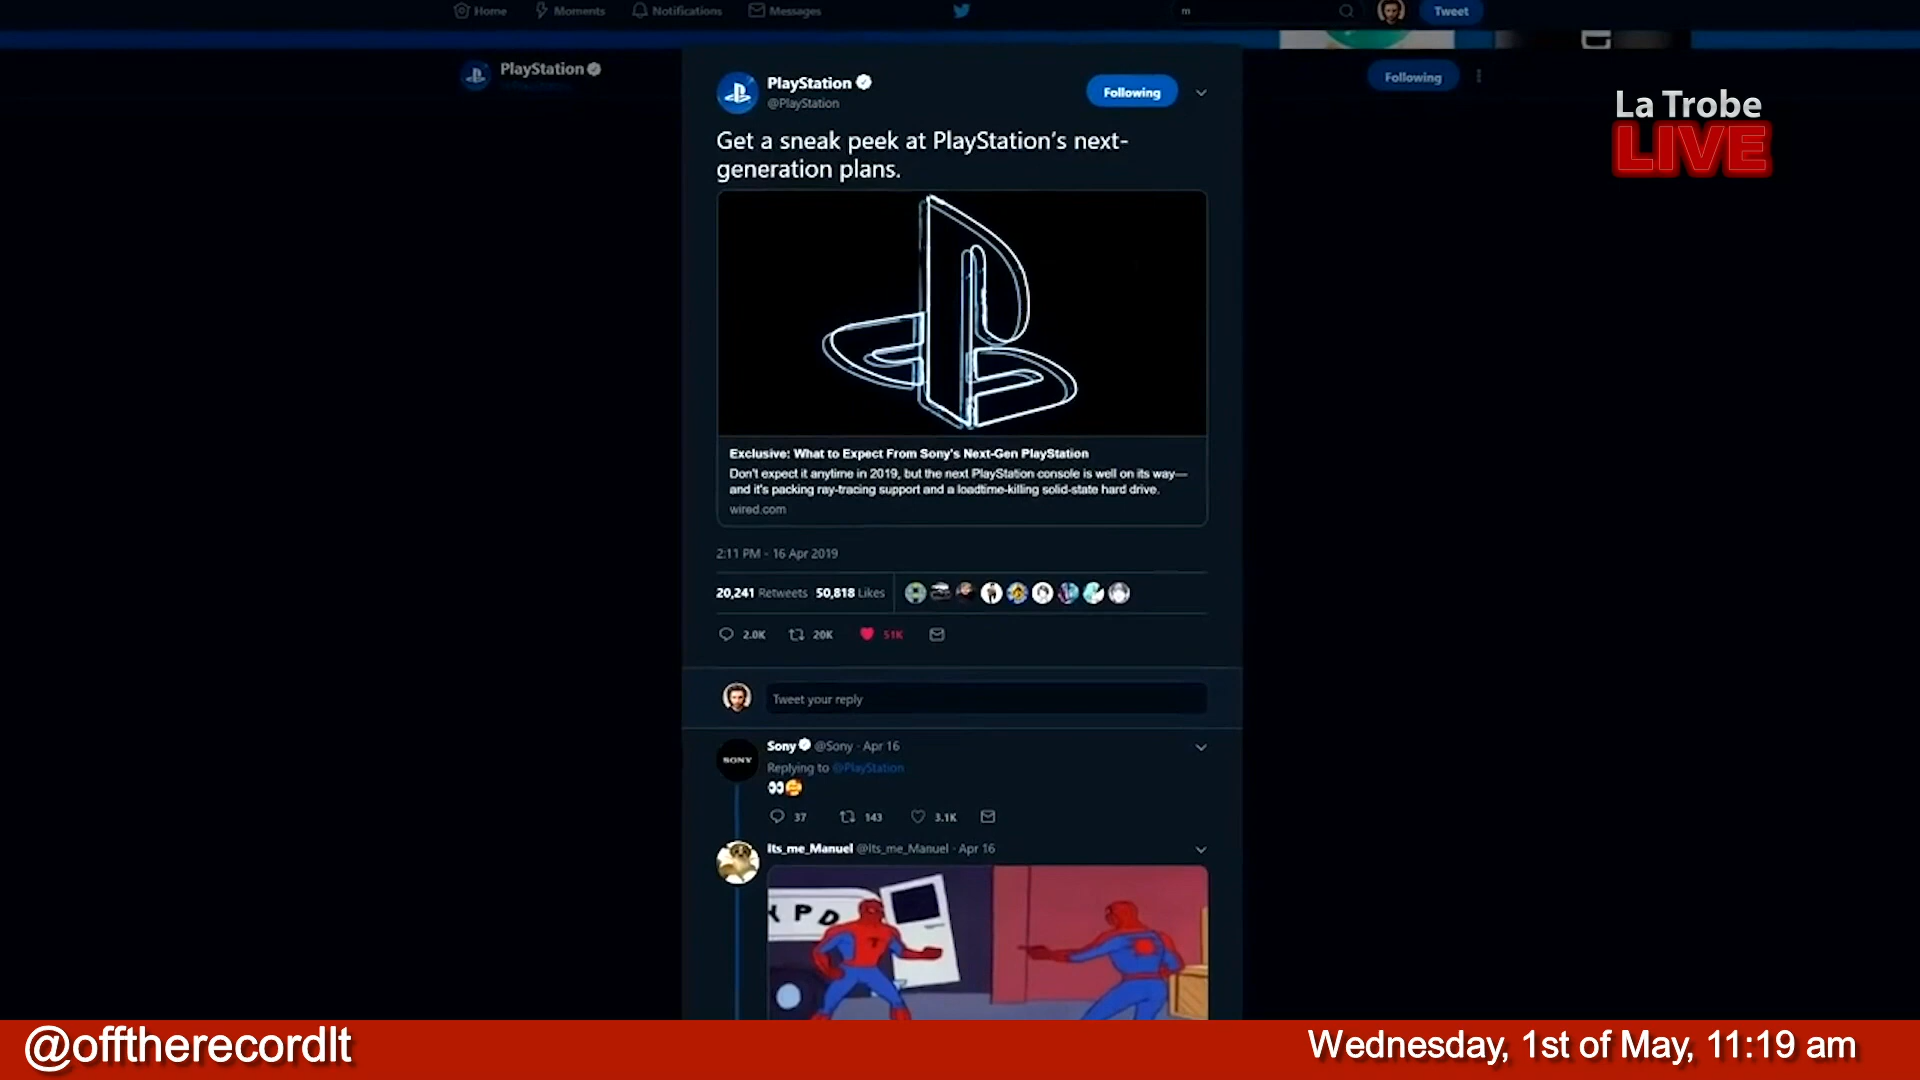 Home Moments Notifications Messages m Tweet
PlayStation Following
La Trobe
LIVE
PlayStation
@PlayStation
Following
Get a sneak peek at PlayStation's next-
generation plans.
Exclusive: What to Expect From Sony's Next-Gen PlayStation
Don't expect it anytime in 2019, but the next PlayStation console is well on its way—
and it's packing ray-tracing support and a loadtime-killing solid-state hard drive.
wired.com
2:11 PM - 16 Apr 2019
20,241 Retweets 50,818 Likes
2.0K 20K 51K
Tweet your reply
SONY
Sony @Sony · Apr 16
Replying to @PlayStation
👀🥰
37 143 3.1K
Its_me_Manuel @Its_me_Manuel · Apr 16
PD
@offtherecordlt
Wednesday, 1st of May, 11:19 am